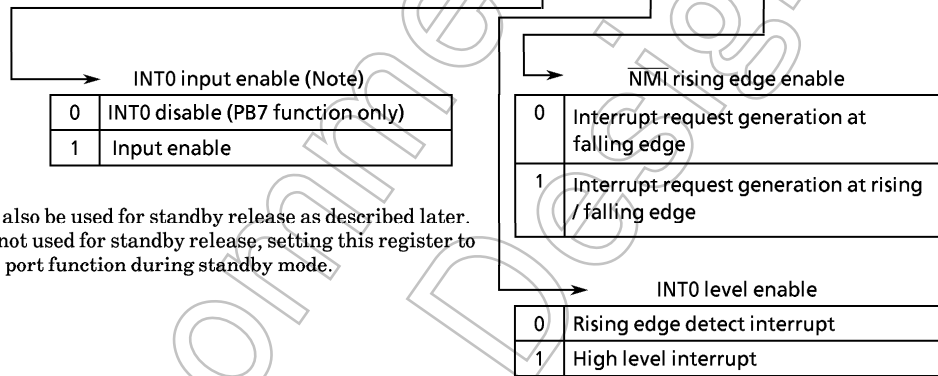 INT0 input enable (Note)
0 INT0 disable (PB7 function only)
1 Input enable
also be used for standby release as described later.
not used for standby release, setting this register to
port function during standby mode.
NMI rising edge enable
0 Interrupt request generation at
falling edge
1 Interrupt request generation at rising
/ falling edge
INT0 level enable
0 Rising edge detect interrupt
1 High level interrupt